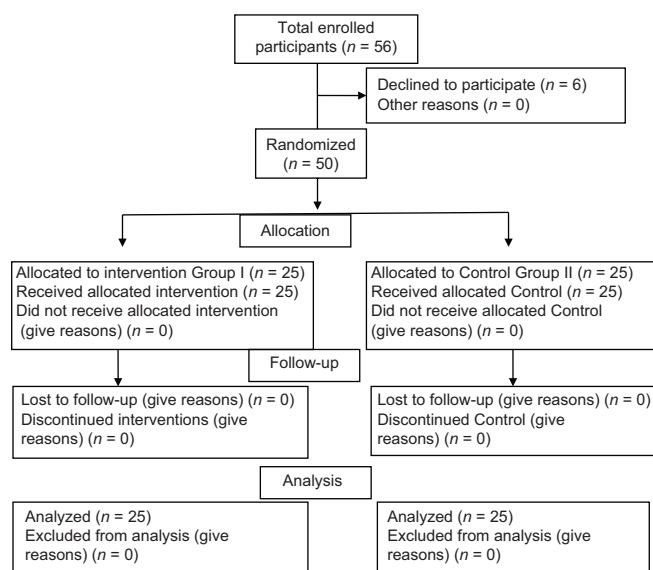 Total enrolled
participants (n = 56)
Declined to participate (n = 6)
Other reasons (n = 0)
Randomized
(n = 50)
Allocation
Allocated to intervention Group I (n = 25)
Received allocated intervention (n = 25)
Did not receive allocated intervention
(give reasons) (n = 0)
Allocated to Control Group II (n = 25)
Received allocated Control (n = 25)
Did not receive allocated Control
(give reasons) (n = 0)
Follow-up
Lost to follow-up (give reasons) (n = 0)
Discontinued interventions (give
reasons) (n = 0)
Lost to follow-up (give reasons) (n = 0)
Discontinued Control (give
reasons) (n = 0)
Analysis
Analyzed (n = 25)
Excluded from analysis (give
reasons) (n = 0)
Analyzed (n = 25)
Excluded from analysis (give
reasons) (n = 0)